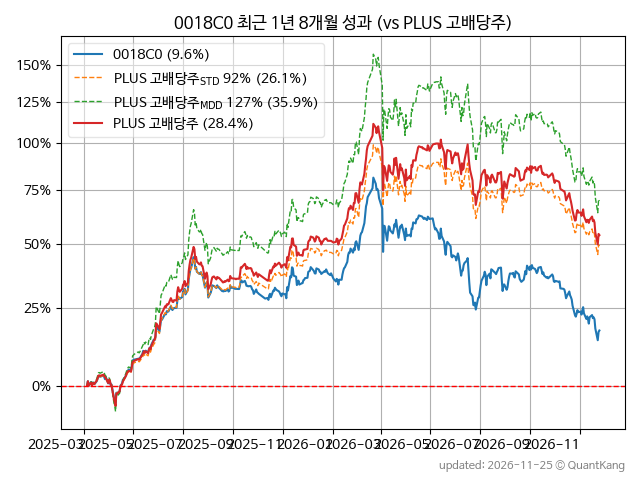 0018C0 최근 1년 8개월 성과 (vs PLUS 고배당주)
0018C0 (9.6%)
PLUS 고배당주STD 92% (26.1%)
PLUS 고배당주MDD 127% (35.9%)
PLUS 고배당주 (28.4%)
150%
125%
100%
75%
50%
25%
0%
2025-03 2025-05 2025-07 2025-09 2025-11 2026-01 2026-03 2026-05 2026-07 2026-09 2026-11
updated: 2026-11-25 © QuantKang